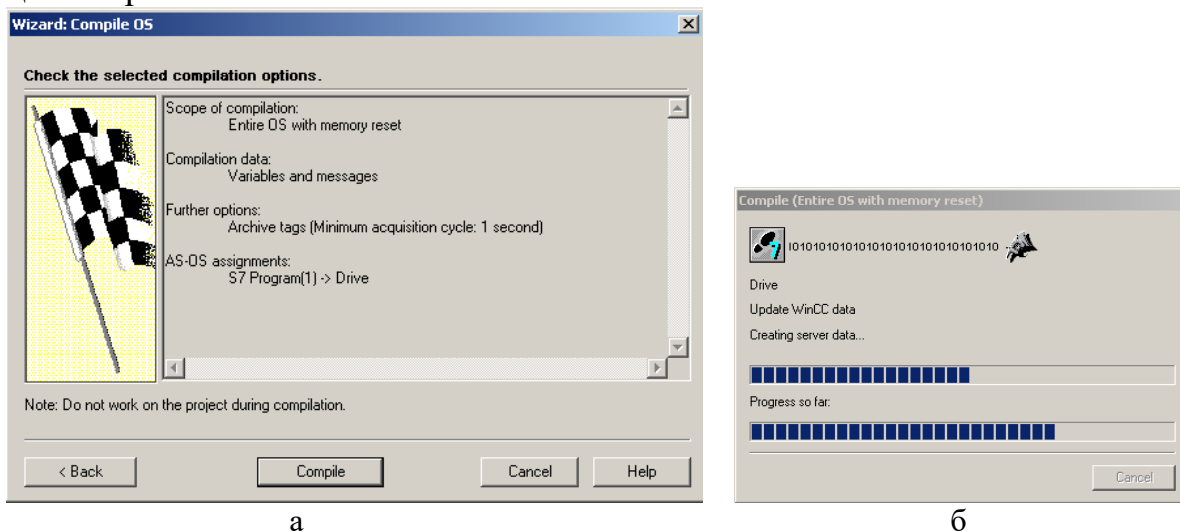 Wizard: Compile OS
Check the selected compilation options.
Scope of compilation:
Entire OS with memory reset
Compilation data:
Variables and messages
Further options:
Archive tags (Minimum acquisition cycle: 1 second)
AS-OS assignments:
S7 Program(1) -> Drive
Note: Do not work on the project during compilation.
< Back
Compile
Cancel
Help
а
Compile (Entire OS with memory reset)
7
Drive
Update WinCC data
Creating server data...
Progress so far:
Cancel
б